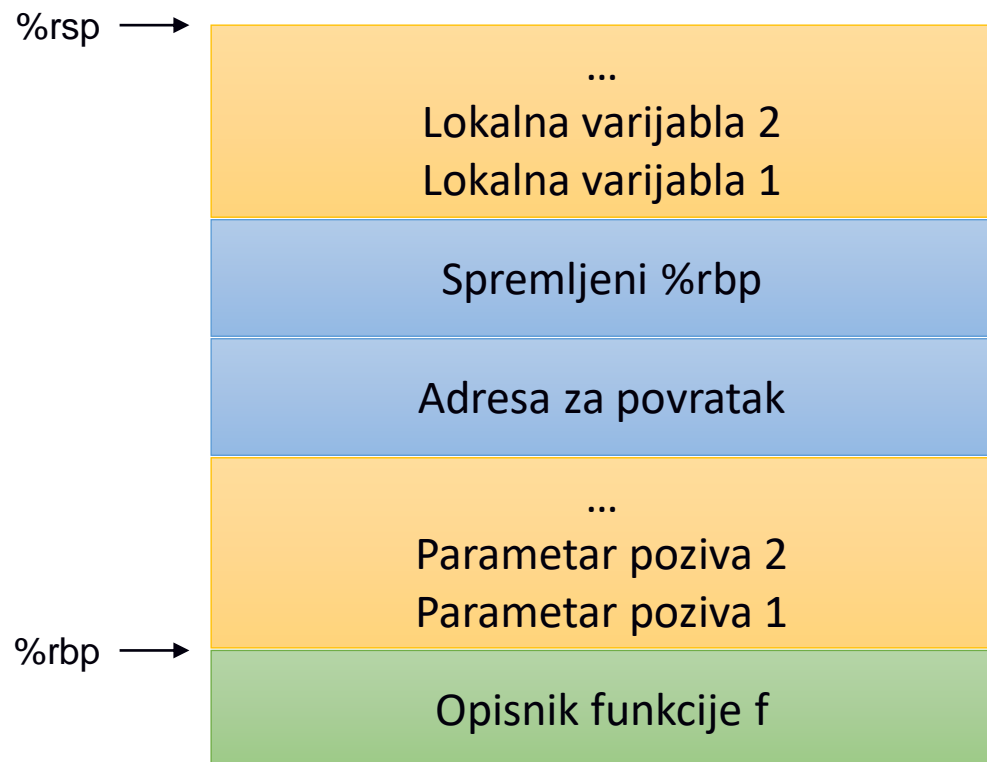 %rsp
…
Lokalna varijabla 2
Lokalna varijabla 1
Spremljeni %rbp
Adresa za povratak
…
Parametar poziva 2
Parametar poziva 1
%rbp
Opisnik funkcije f